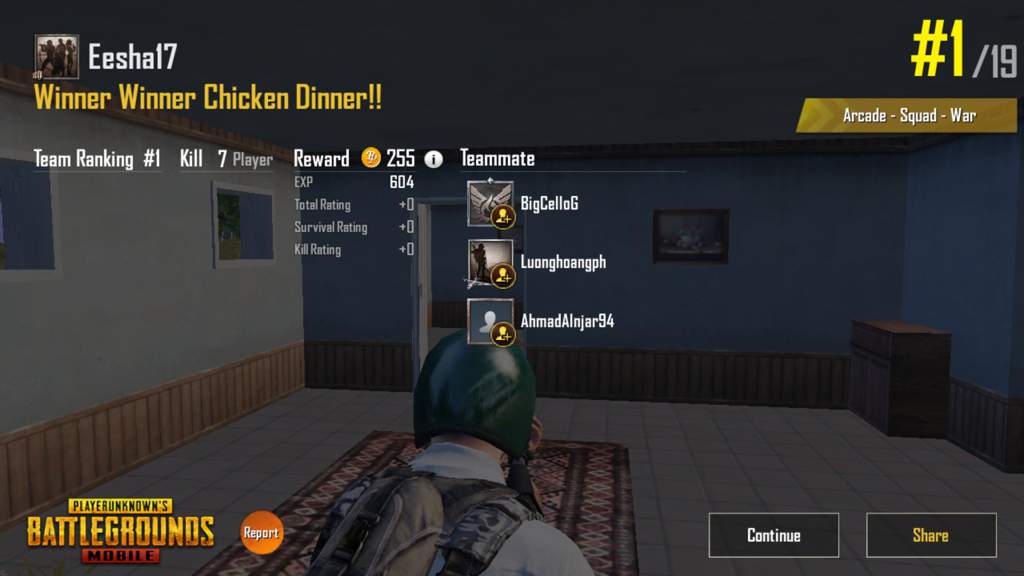 Eesha17
Winner Winner Chicken Dinner!!
#1/19
Arcade - Squad - War
Team Ranking #1 Kill 7 Player Reward 255 i Teammate
EXP 604
Total Rating +0
Survival Rating +0
Kill Rating +0
BigCelloG
Luonghoangph
AhmadAlnjar94
PLAYERUNKNOWN'S
BATTLEGROUNDS
MOBILE
Report
Continue
Share